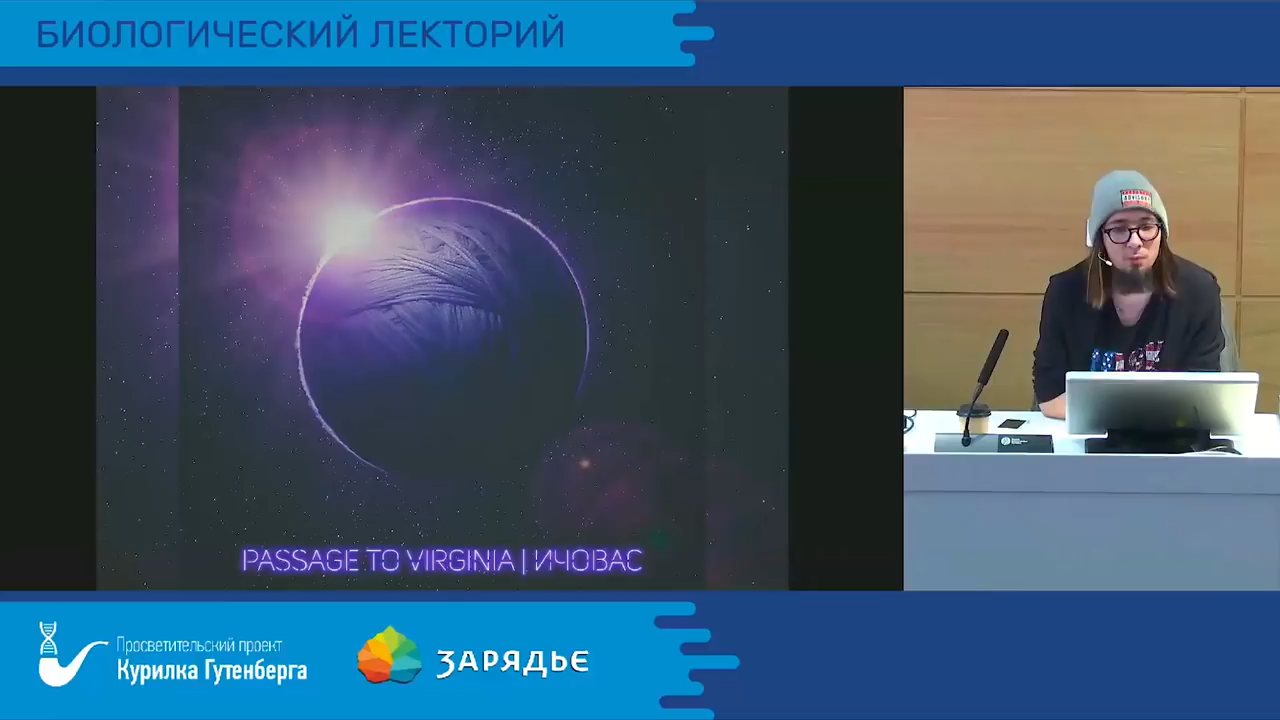 БИОЛОГИЧЕСКИЙ ЛЕКТОРИЙ
PASSAGE TO VIRGINIA | ИЧОВАС
Просветительский проект
Курилка Гутенберга
ЗАРЯДЬЕ